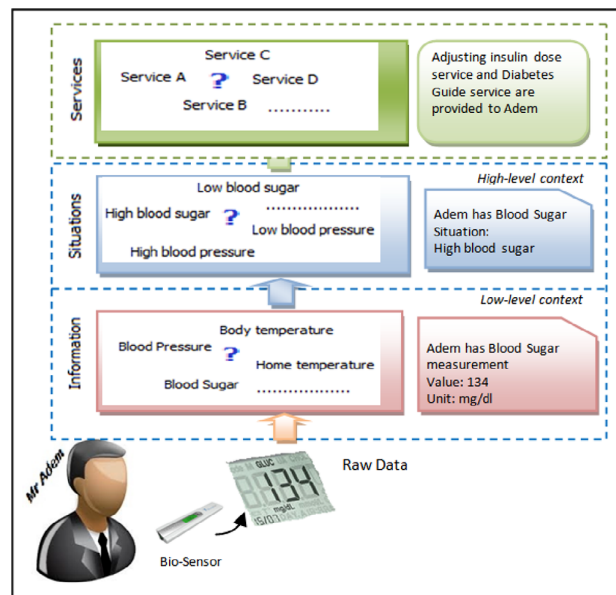 Services
Service C
Service A ? Service D
Service B ...........
Adjusting insulin dose
service and Diabetes
Guide service are
provided to Adem
Situations
High-level context
Low blood sugar
High blood sugar ? ..................
Low blood pressure
High blood pressure
Adem has Blood Sugar
Situation:
High blood sugar
Information
Low-level context
Body temperature
Blood Pressure ?
Home temperature
Blood Sugar ..................
Adem has Blood Sugar
measurement
Value: 134
Unit: mg/dl
Mr Adem
Raw Data
GLUC
134
mg/dL
15/07
Bio-Sensor